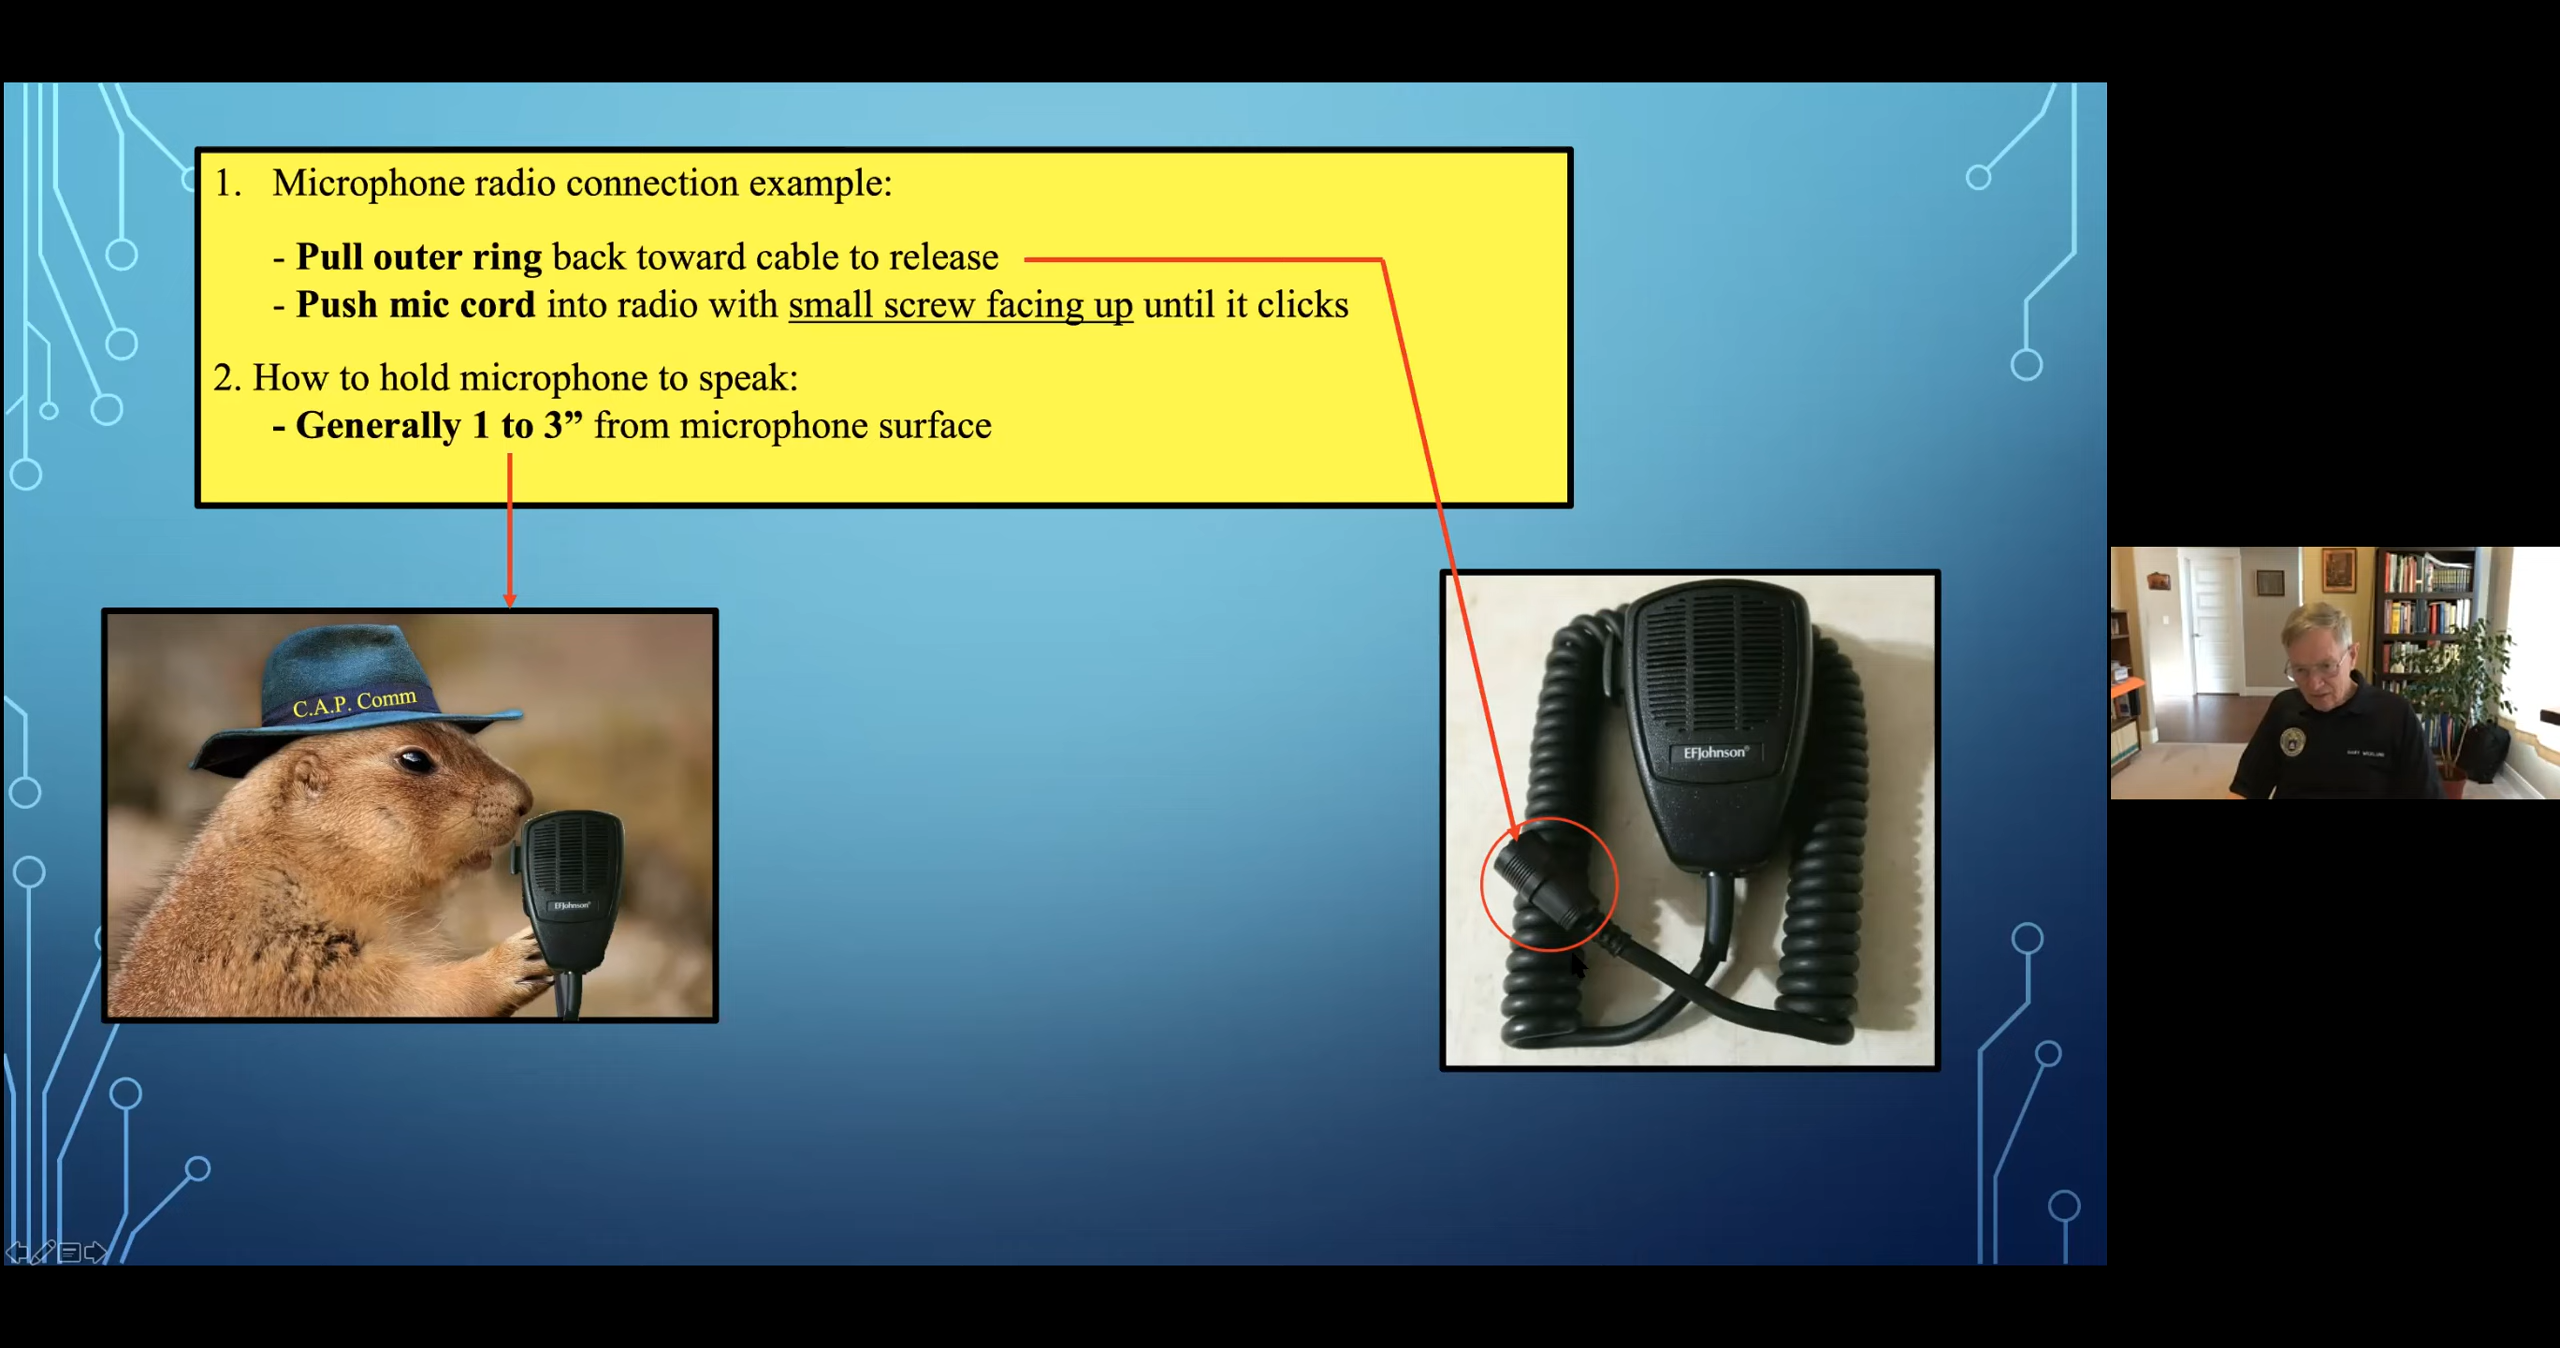 1. Microphone radio connection example:
- Pull outer ring back toward cable to release
- Push mic cord into radio with small screw facing up until it clicks
2. How to hold microphone to speak:
- Generally 1 to 3” from microphone surface
C.A.P. Comm
EFJohnson
EFJohnson®